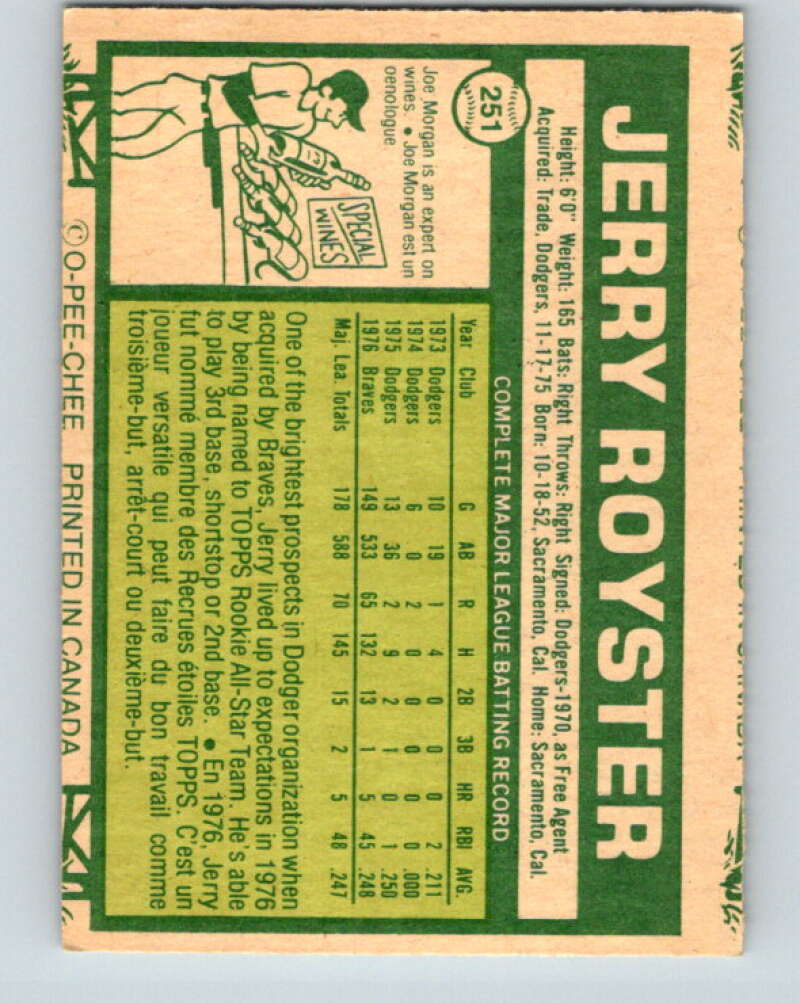 251
JERRY ROYSTER
Height: 6'0" Weight: 165 Bats: Right Throws: Right Signed: Dodgers-1970, as Free Agent
Acquired: Trade, Dodgers, 11-17-75 Born: 10-18-52, Sacramento, Cal. Home: Sacramento, Cal.
Joe Morgan is an expert on
wines. • Joe Morgan est un
oenologue
SPECIAL
WINES
COMPLETE MAJOR LEAGUE BATTING RECORD
Year Club G AB R H 2B 3B HR RBI AVG.
1973 Dodgers 10 19 1 4 0 0 0 2 .211
1974 Dodgers 6 0 2 0 0 0 0 0 .000
1975 Dodgers 13 36 2 9 2 1 0 1 .250
1976 Braves 149 533 65 132 13 1 5 45 .248
Maj. Lea. Totals 178 588 70 145 15 2 5 48 .247
One of the brightest prospects in Dodger organization when
acquired by Braves, Jerry lived up to expectations in 1976
by being named to TOPPS Rookie All-Star Team. He's able
to play 3rd base, shortstop or 2nd base. • En 1976, Jerry
fut nommé membre des Recrues étoiles TOPPS. C'est un
joueur versatile qui peut faire du bon travail comme
troisième-but, arrêt-court ou deuxième-but.
© O-PEE-CHEE PRINTED IN CANADA